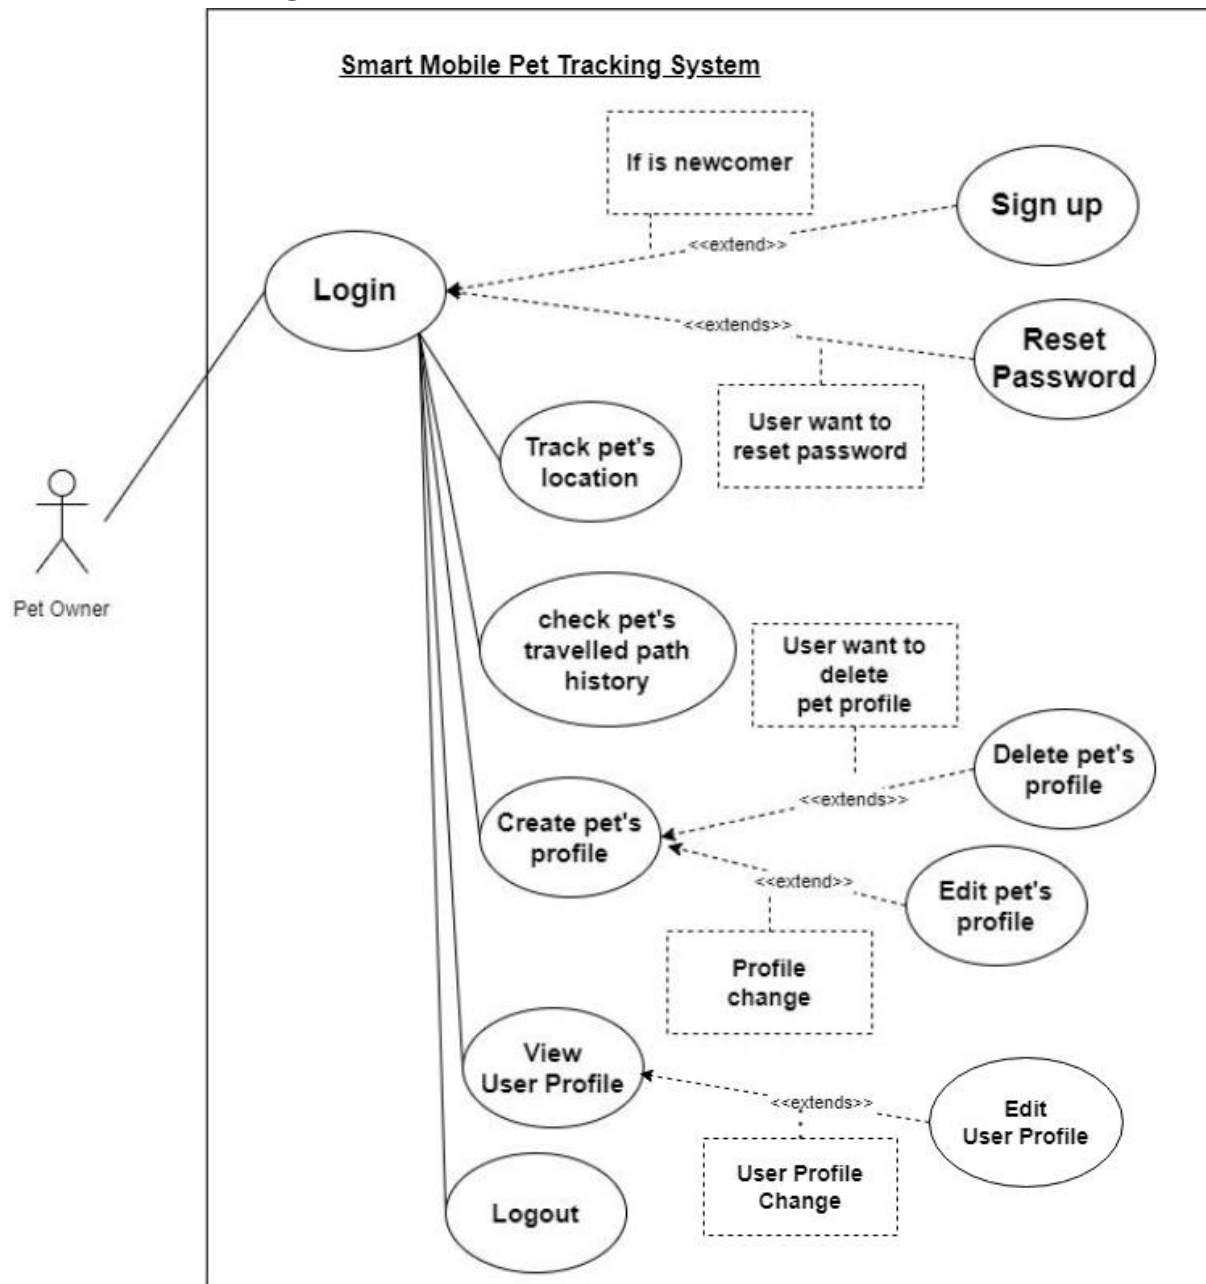 Smart Mobile Pet Tracking System
If is newcomer
Sign up
<<extend>>
Login
<<extends>>
Reset
Password
User want to
reset password
Track pet's
location
Pet Owner
check pet's
travelled path
history
User want to
delete
pet profile
Delete pet's
profile
<<extends>>
Create pet's
profile
<<extend>>
Edit pet's
profile
Profile
change
View
User Profile
<<extends>>
Edit
User Profile
User Profile
Change
Logout